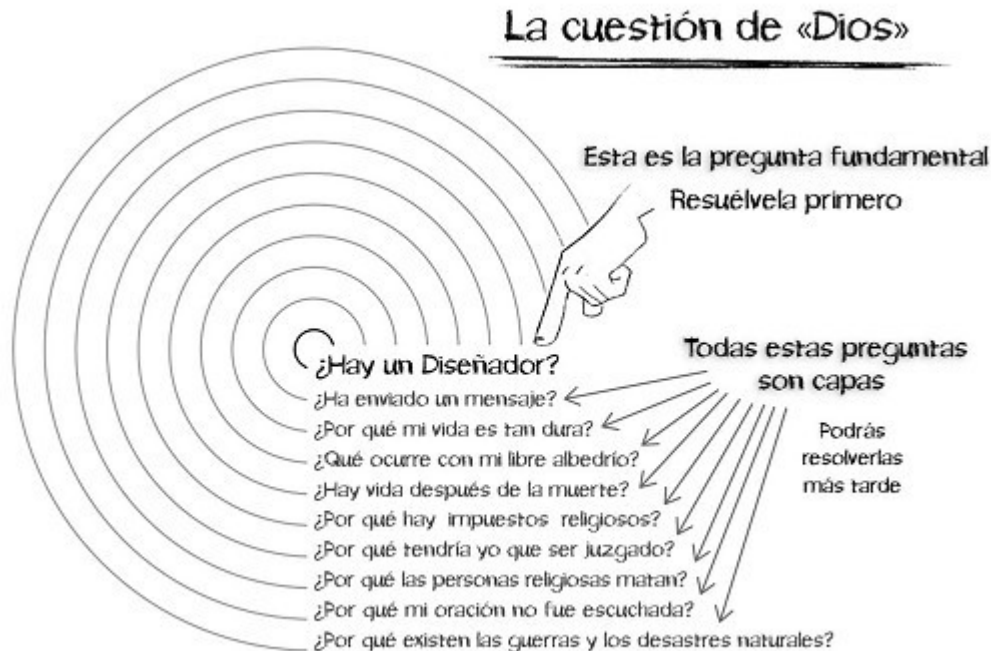 La cuestión de «Dios»
Esta es la pregunta fundamental
Resuélvela primero
¿Hay un Diseñador?
¿Ha enviado un mensaje?
¿Por qué mi vida es tan dura?
¿Qué ocurre con mi libre albedrío?
¿Hay vida después de la muerte?
¿Por qué hay impuestos religiosos?
¿Por qué tendría yo que ser juzgado?
¿Por qué las personas religiosas matan?
¿Por qué mi oración no fue escuchada?
¿Por qué existen las guerras y los desastres naturales?
Todas estas preguntas
son capas
Podrás
resolverlas
más tarde